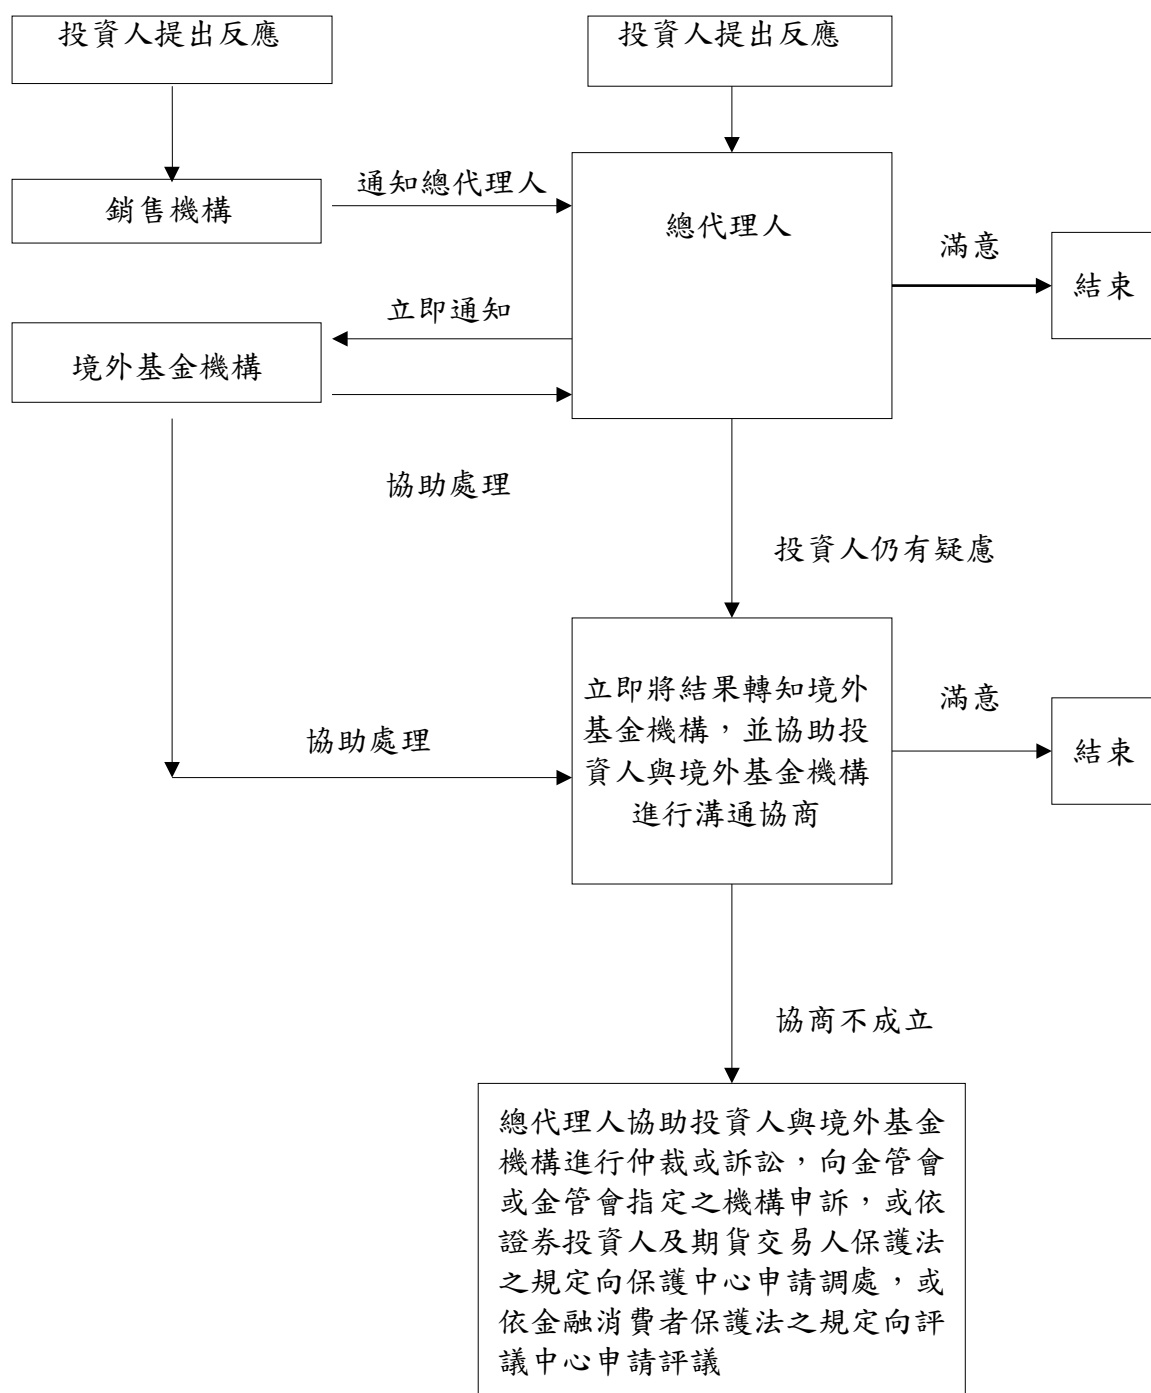 投資人提出反應
投資人提出反應
銷售機構
通知總代理人
總代理人
滿意
結束
立即通知
境外基金機構
協助處理
投資人仍有疑慮
立即將結果轉知境外
基金機構，並協助投
資人與境外基金機構
進行溝通協商
滿意
結束
協助處理
協商不成立
總代理人協助投資人與境外基金
機構進行仲裁或訴訟，向金管會
或金管會指定之機構申訴，或依
證券投資人及期貨交易人保護法
之規定向保護中心申請調處，或
依金融消費者保護法之規定向評
議中心申請評議